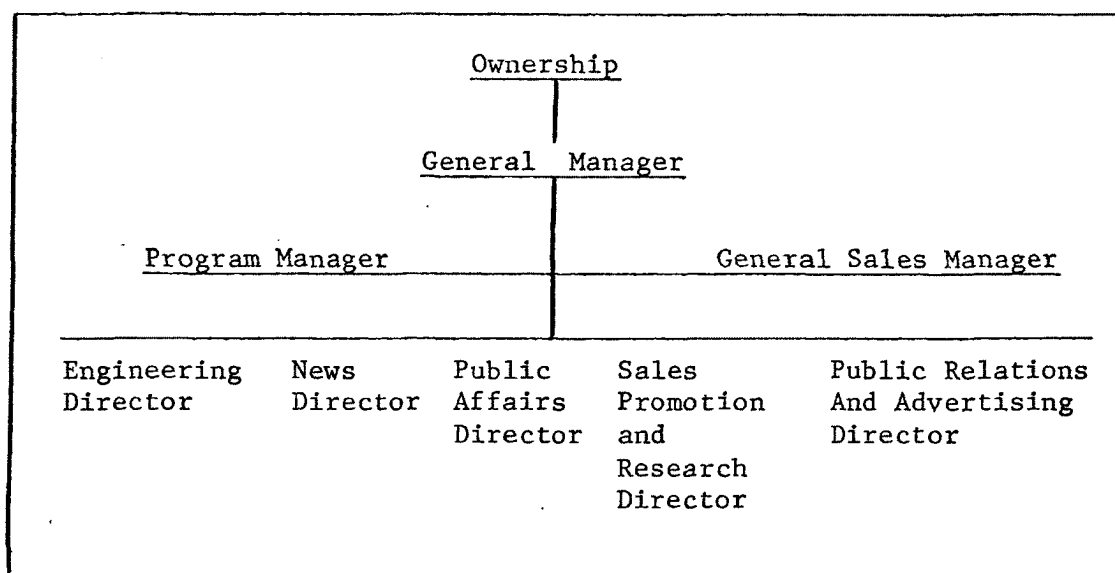 Ownership
General Manager
Program Manager
General Sales Manager
Engineering
Director
News
Director
Public
Affairs
Director
Sales
Promotion
and
Research
Director
Public Relations
And Advertising
Director